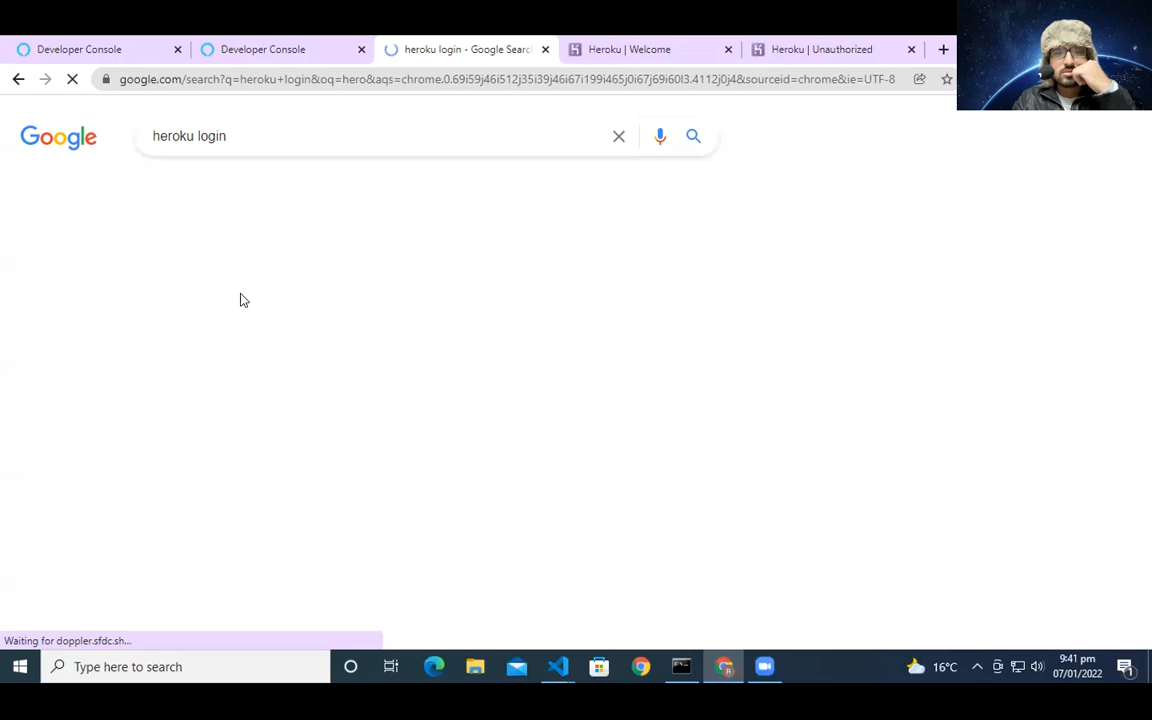 Developer Console
Developer Console
heroku login - Google Searc
Heroku | Welcome
Heroku | Unauthorized
google.com/search?q=heroku+login&oq=hero&aqs=chrome.0.69i59j46i512j35i39j46i67i199i465j0i67j69i60l3.4112j0j4&sourceid=chrome&ie=UTF-8
Google
heroku login
Waiting for doppler.sfdc.sh...
Type here to search
16°C
9:41 pm
07/01/2022
1